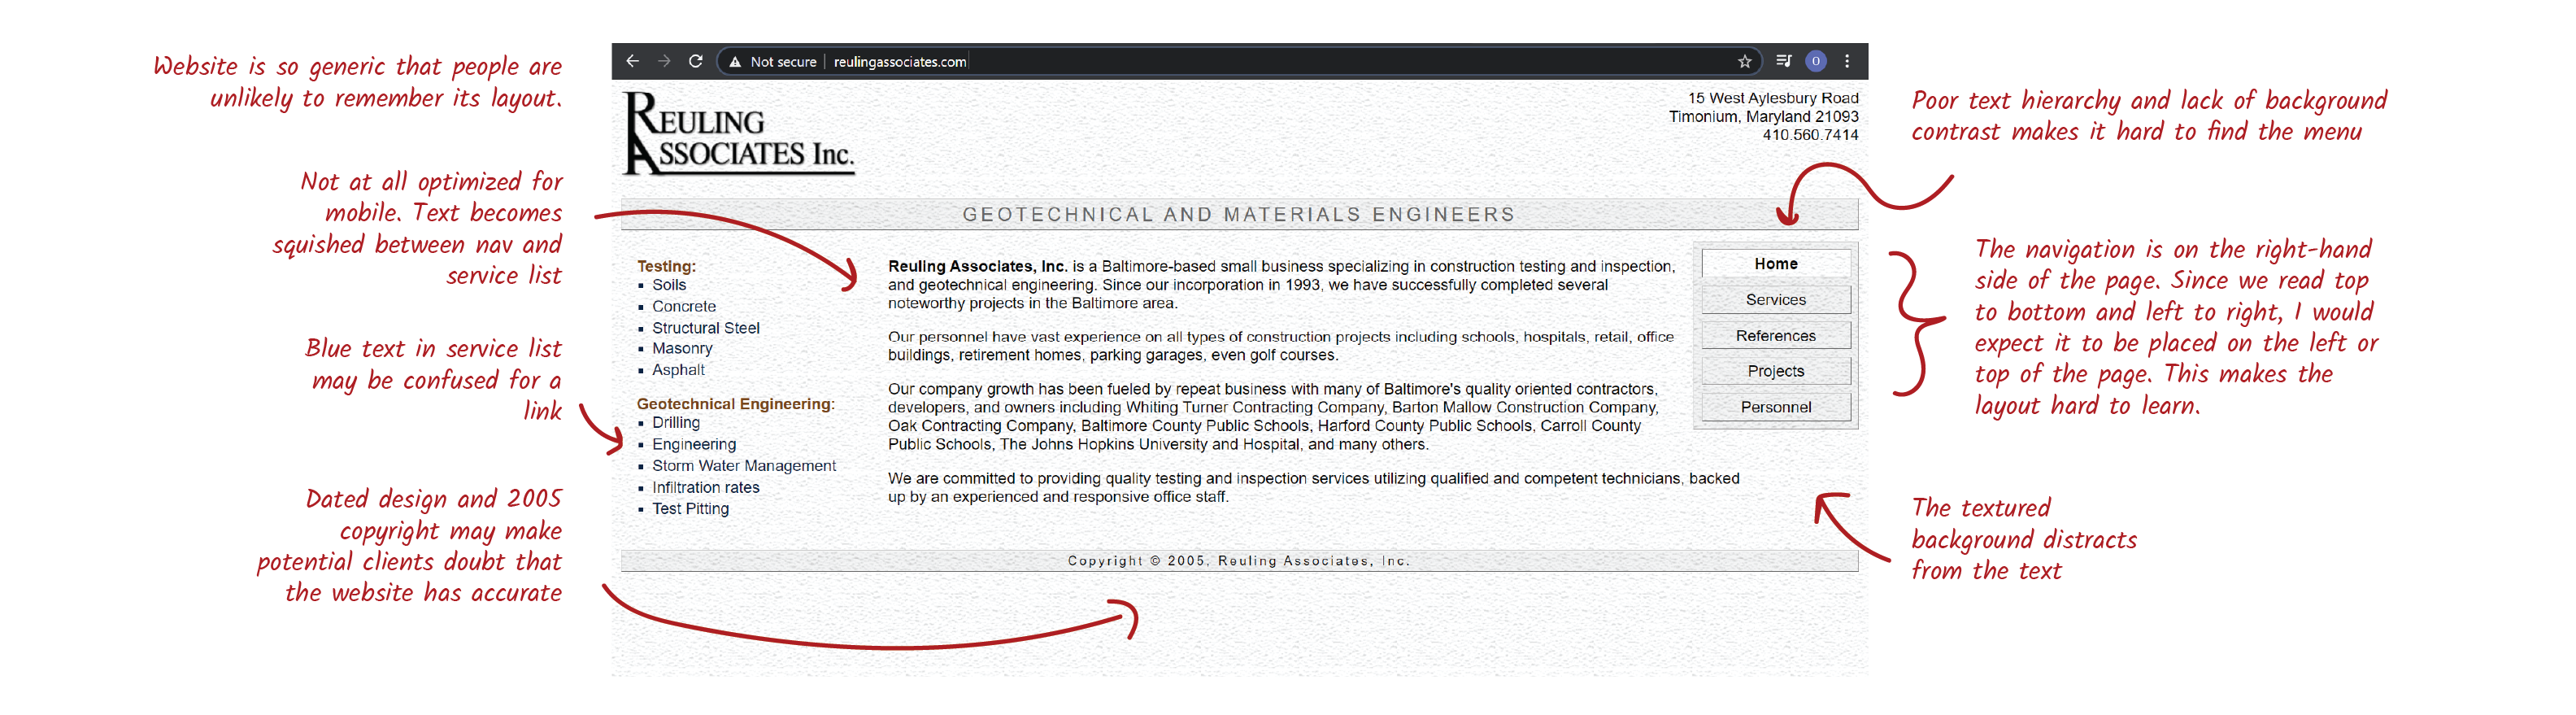 Website is so generic that people are
unlikely to remember its layout.
Not at all optimized for
mobile. Text becomes
squished between nav and
service list
Blue text in service list
may be confused for a
link
Dated design and 2005
copyright may make
potential clients doubt that
the website has accurate
Not secure | reulingassociates.com
O
REULING
ASSOCIATES Inc.
15 West Aylesbury Road
Timonium, Maryland 21093
410.560.7414
GEOTECHNICAL AND MATERIALS ENGINEERS
Testing:
Soils
Concrete
Structural Steel
Masonry
Asphalt
Geotechnical Engineering:
Drilling
Engineering
Storm Water Management
Infiltration rates
Test Pitting
Reuling Associates, Inc. is a Baltimore-based small business specializing in construction testing and inspection,
and geotechnical engineering. Since our incorporation in 1993, we have successfully completed several
noteworthy projects in the Baltimore area.
Our personnel have vast experience on all types of construction projects including schools, hospitals, retail, office
buildings, retirement homes, parking garages, even golf courses.
Our company growth has been fueled by repeat business with many of Baltimore's quality oriented contractors,
developers, and owners including Whiting Turner Contracting Company, Barton Mallow Construction Company,
Oak Contracting Company, Baltimore County Public Schools, Harford County Public Schools, Carroll County
Public Schools, The Johns Hopkins University and Hospital, and many others.
We are committed to providing quality testing and inspection services utilizing qualified and competent technicians, backed
up by an experienced and responsive office staff.
Home
Services
References
Projects
Personnel
Copyright © 2005, Reuling Associates, Inc.
Poor text hierarchy and lack of background
contrast makes it hard to find the menu
The navigation is on the right-hand
side of the page. Since we read top
to bottom and left to right, I would
expect it to be placed on the left or
top of the page. This makes the
layout hard to learn.
The textured
background distracts
from the text